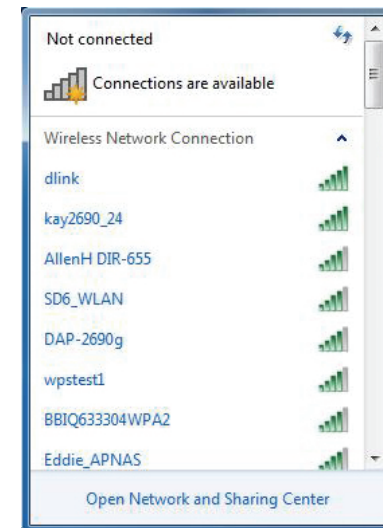 Not connected
Connections are available
Wireless Network Connection
dlink
kay2690_24
AllenH DIR-655
SD6_WLAN
DAP-2690g
wpstest1
BBIQ633304WPA2
Eddie_APNAS
Open Network and Sharing Center